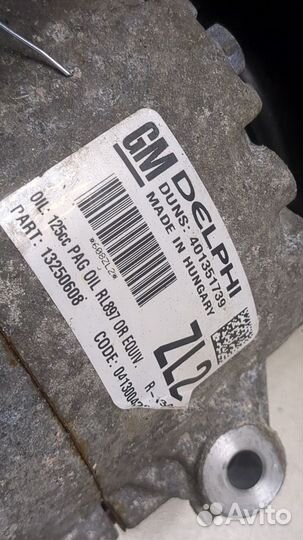 GM DELPHI
DUNS: 401351739
MADE IN HUNGARY
*608ZL2*
ZL2
OIL: 125cc PAG OIL RL897 OR EQUIV.
PART: 13250608
CODE:
Avito